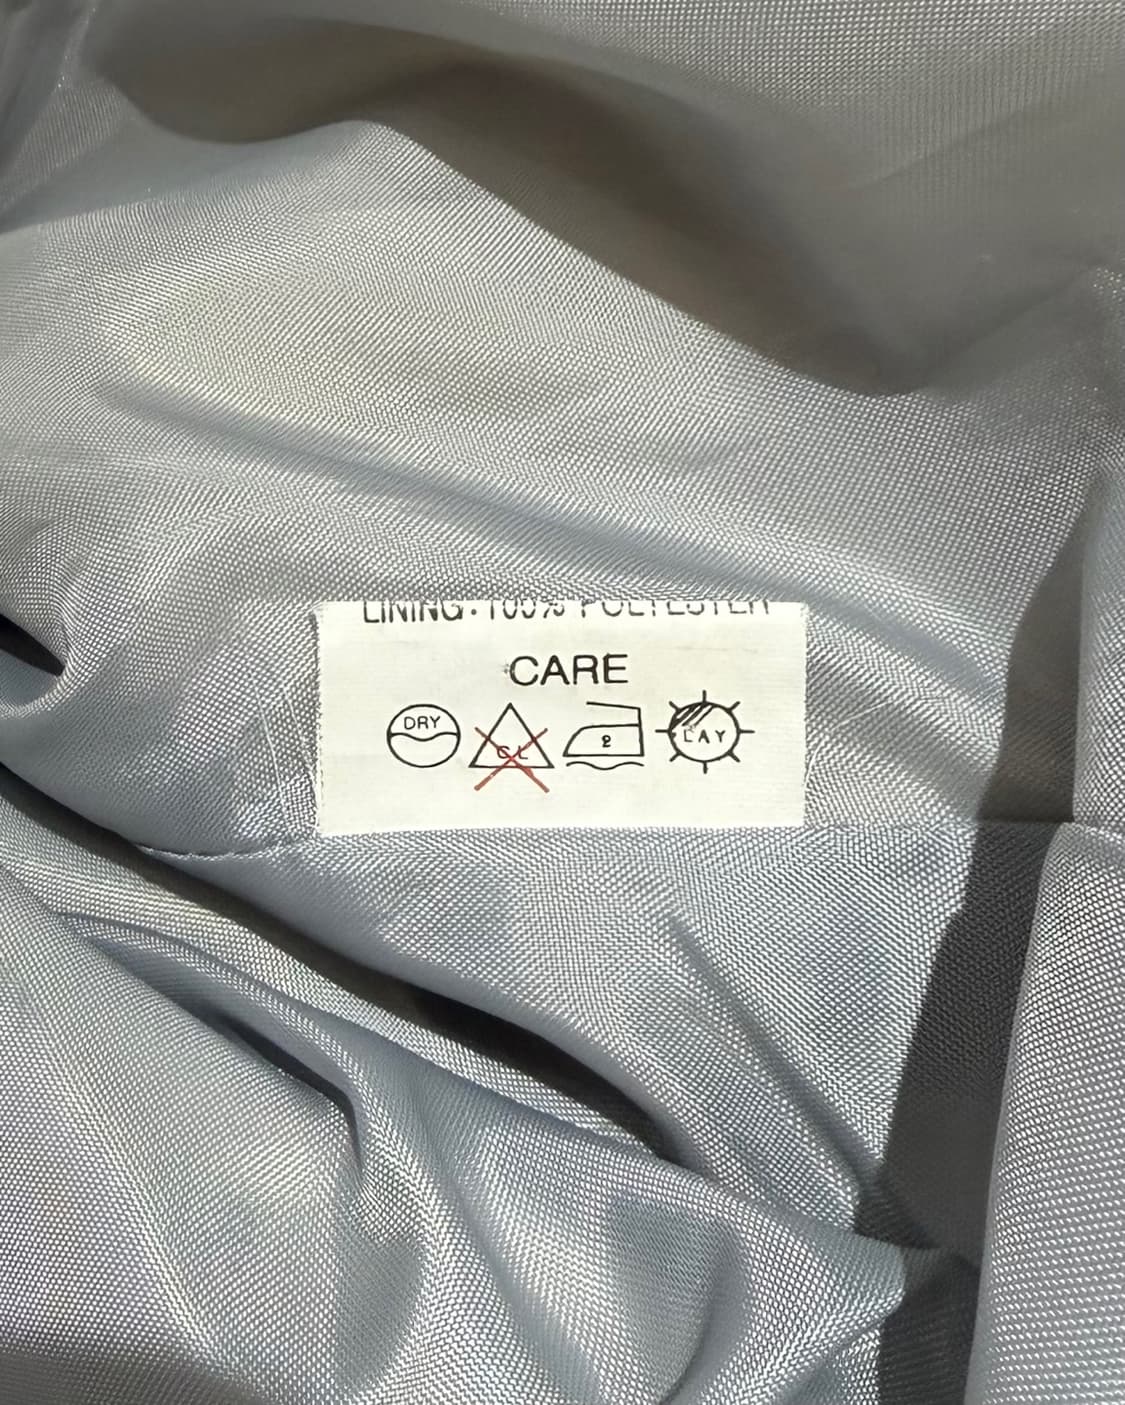 LINING: 100% POLYESTER
CARE
DRY CL 2 LAY